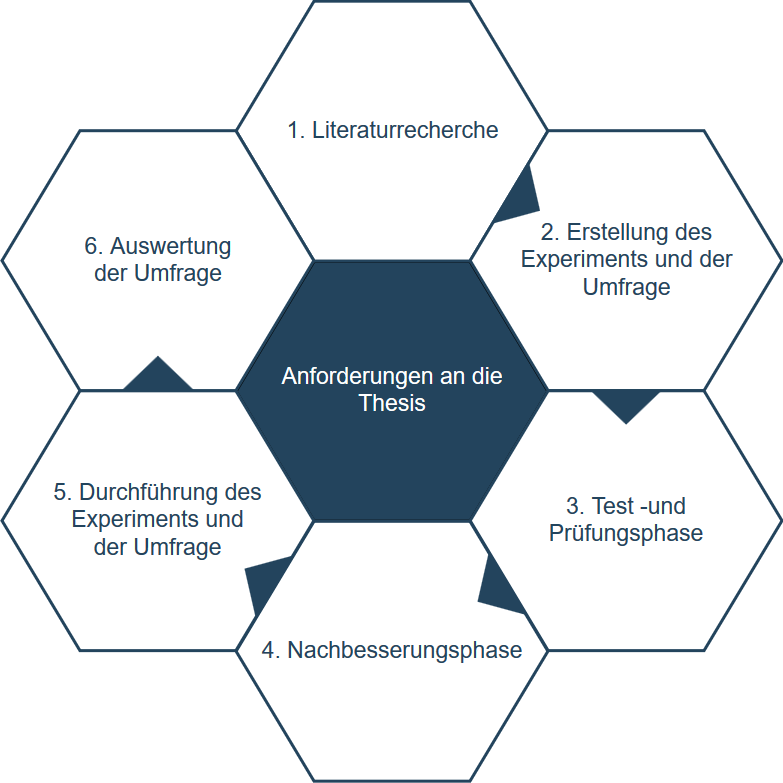 1. Literaturrecherche
2. Erstellung des
Experiments und der
Umfrage
3. Test -und
Prüfungsphase
4. Nachbesserungsphase
5. Durchführung des
Experiments und
der Umfrage
6. Auswertung
der Umfrage
Anforderungen an die
Thesis